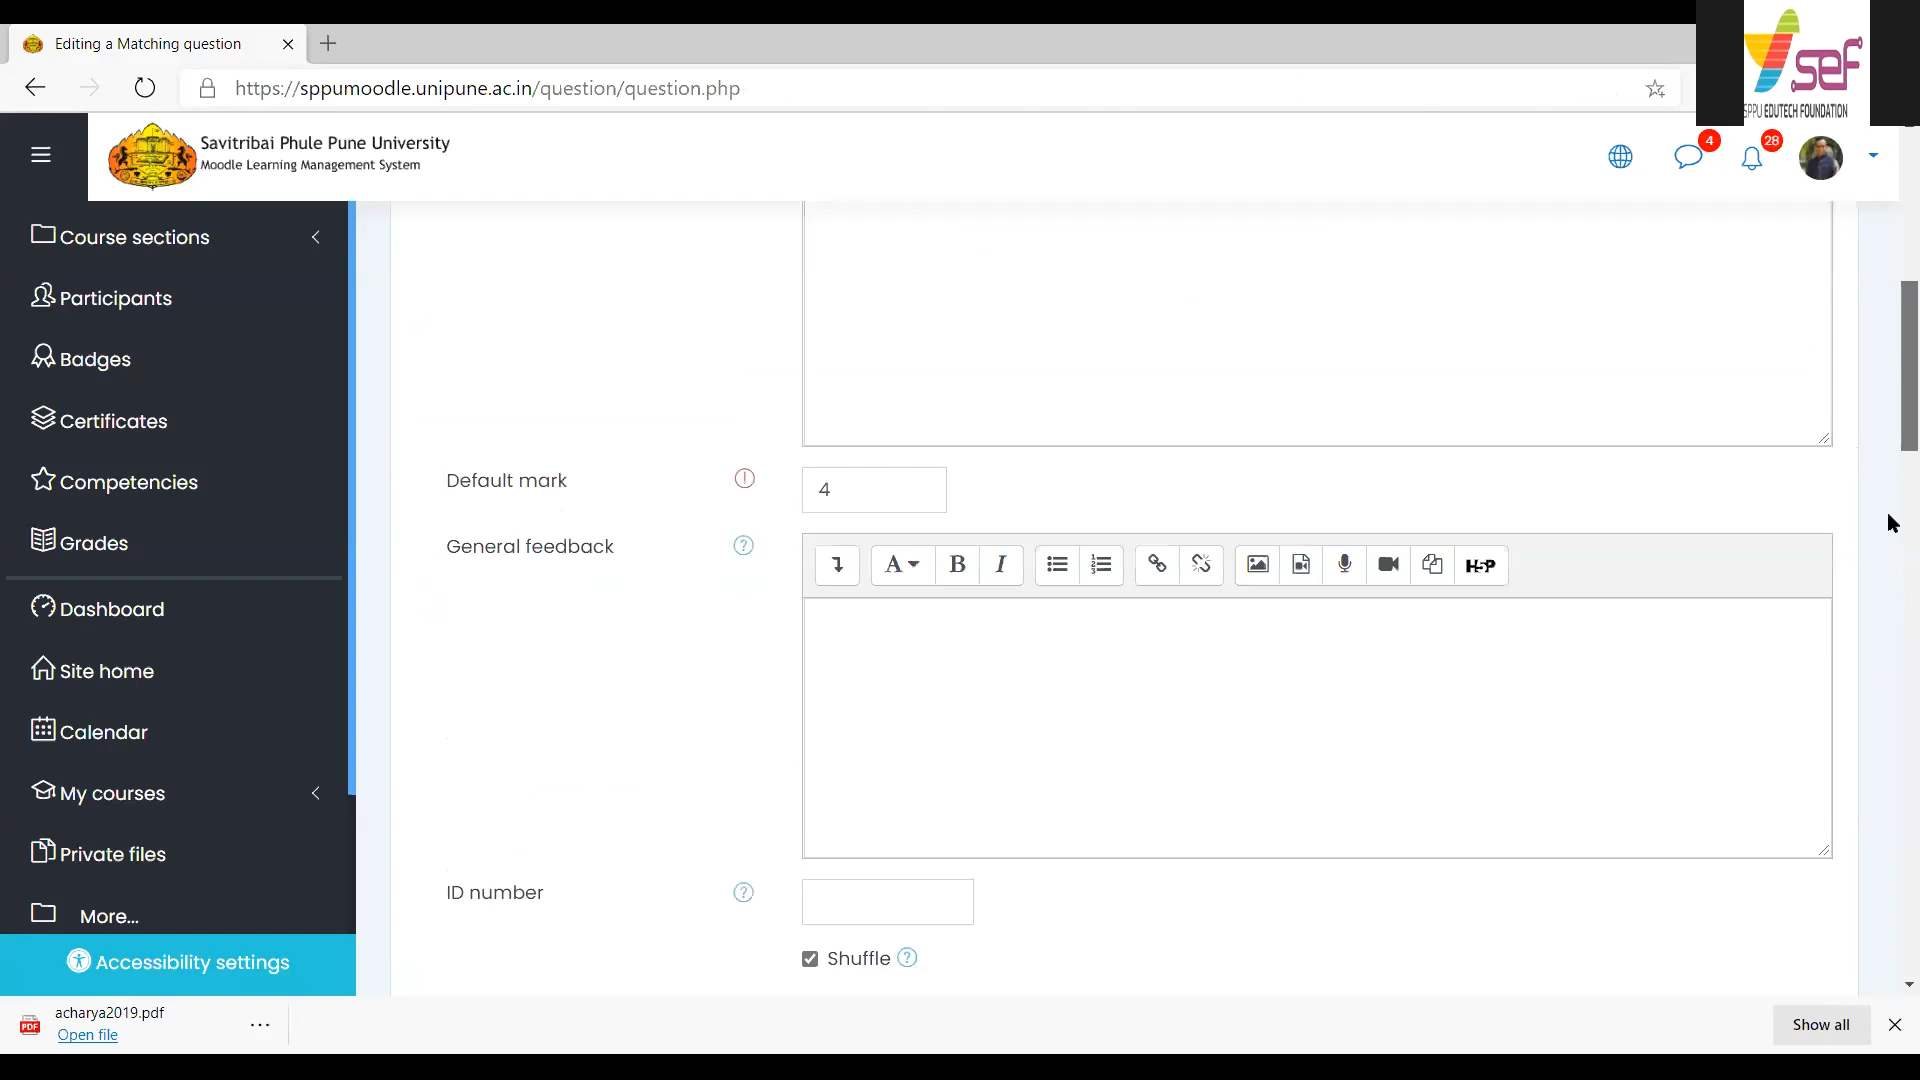 Editing a Matching question
https://sppumoodle.unipune.ac.in/question/question.php
sef
SPPU EDUTECH FOUNDATION
Savitribai Phule Pune University
Moodle Learning Management System
4
28
Course sections
Participants
Badges
Certificates
Competencies
Grades
Dashboard
Site home
Calendar
My courses
Private files
More...
Accessibility settings
Default mark
4
General feedback
A
B
I
H5P
ID number
Shuffle
PDF
acharya2019.pdf
Open file
Show all